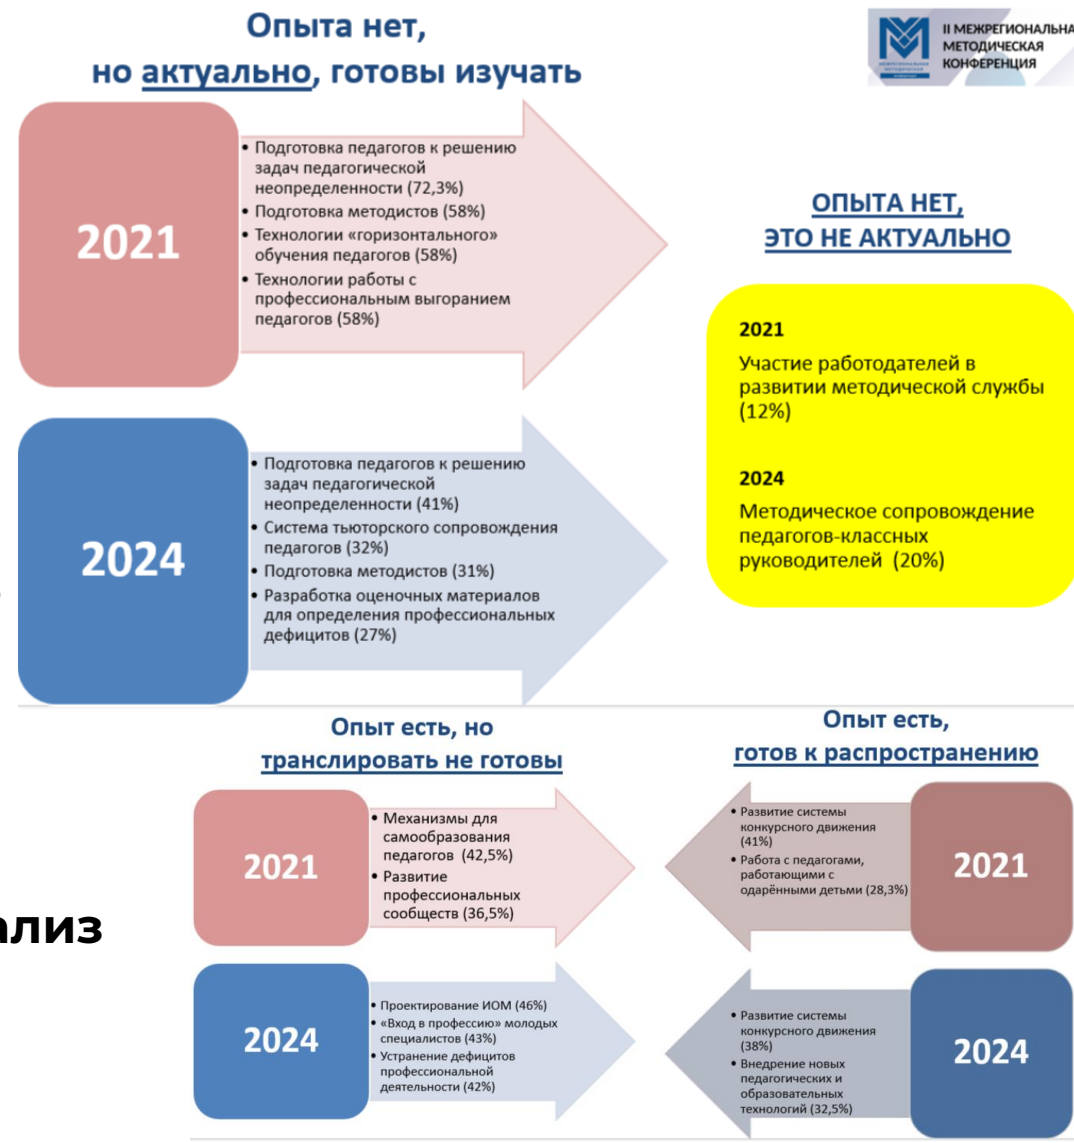 Опыта нет,
но актуально, готовы изучать
II МЕЖРЕГИОНАЛЬНА
МЕТОДИЧЕСКАЯ
КОНФЕРЕНЦИЯ
2021
• Подготовка педагогов к решению
задач педагогической
неопределенности (72,3%)
• Подготовка методистов (58%)
• Технологии «горизонтального»
обучения педагогов (58%)
• Технологии работы с
профессиональным выгоранием
педагогов (58%)
2024
• Подготовка педагогов к решению
задач педагогической
неопределенности (41%)
• Система тьюторского сопровождения
педагогов (32%)
• Подготовка методистов (31%)
• Разработка оценочных материалов
для определения профессиональных
дефицитов (27%)
ОПЫТА НЕТ,
ЭТО НЕ АКТУАЛЬНО
2021
Участие работодателей в
развитии методической службы
(12%)
2024
Методическое сопровождение
педагогов-классных
руководителей (20%)
ализ
Опыт есть, но
транслировать не готовы
2021
• Механизмы для
самообразования
педагогов (42,5%)
• Развитие
профессиональных
сообществ (36,5%)
2024
• Проектирование ИОМ (46%)
• «Вход в профессию» молодых
специалистов (43%)
• Устранение дефицитов
профессиональной
деятельности (42%)
Опыт есть,
готов к распространению
• Развитие системы
конкурсного движения
(41%)
• Работа с педагогами,
работающими с
одарёнными детьми (28,3%)
2021
• Развитие системы
конкурсного движения
(38%)
• Внедрение новых
педагогических и
образовательных
технологий (32,5%)
2024